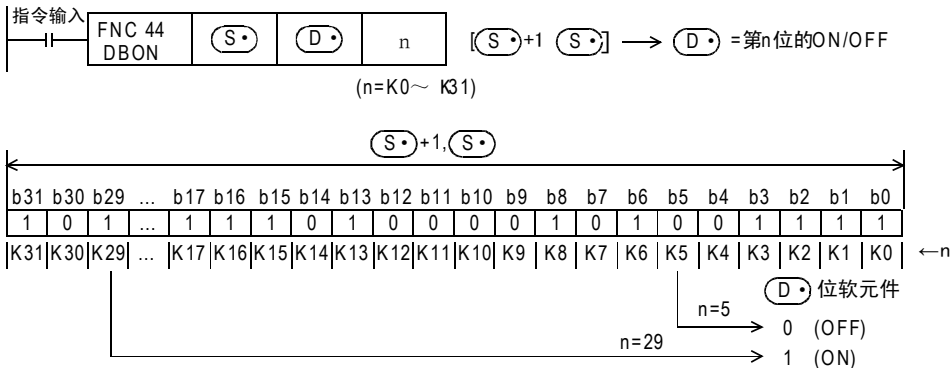 指令输入
FNC 44
DBON
S•
D•
n
[S•+1 S•] → D• =第n位的ON/OFF
(n=K0～ K31)
S•+1,S•
b31 b30 b29 ... b17 b16 b15 b14 b13 b12 b11 b10 b9 b8 b7 b6 b5 b4 b3 b2 b1 b0
1 0 1 ... 1 1 1 0 1 0 0 0 0 1 0 1 0 0 1 1 1 1
K31 K30 K29 ... K17 K16 K15 K14 K13 K12 K11 K10 K9 K8 K7 K6 K5 K4 K3 K2 K1 K0 ←n
D• 位软元件
n=5
0 (OFF)
n=29
1 (ON)